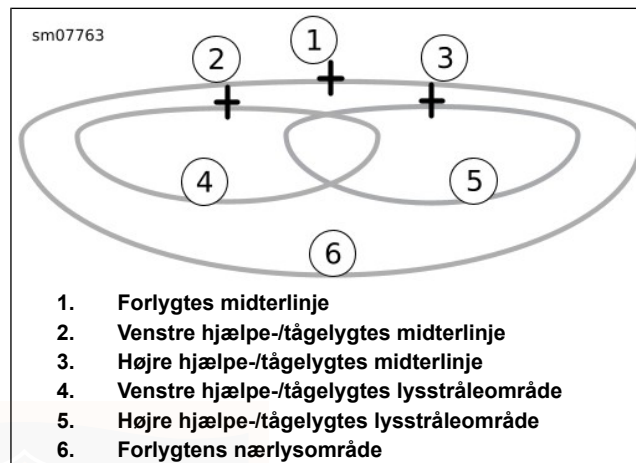 sm07763
1
2
3
4
5
6
1. Forlygtes midterlinje
2. Venstre hjælpe-/tågelygtes midterlinje
3. Højre hjælpe-/tågelygtes midterlinje
4. Venstre hjælpe-/tågelygtes lysstråleområde
5. Højre hjælpe-/tågelygtes lysstråleområde
6. Forlygtens nærlysområde